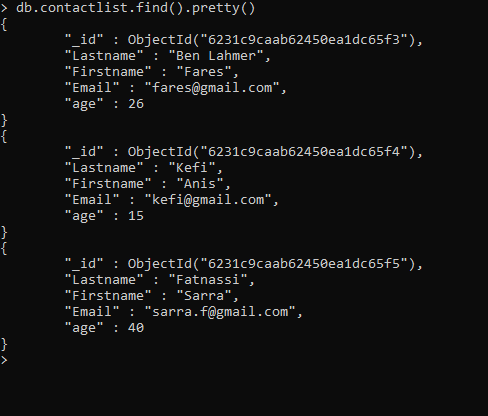 > db.contactlist.find().pretty()
{
        "_id" : ObjectId("6231c9caab62450ea1dc65f3"),
        "Lastname" : "Ben Lahmer",
        "Firstname" : "Fares",
        "Email" : "fares@gmail.com",
        "age" : 26
}
{
        "_id" : ObjectId("6231c9caab62450ea1dc65f4"),
        "Lastname" : "Kefi",
        "Firstname" : "Anis",
        "Email" : "kefi@gmail.com",
        "age" : 15
}
{
        "_id" : ObjectId("6231c9caab62450ea1dc65f5"),
        "Lastname" : "Fatnassi",
        "Firstname" : "Sarra",
        "Email" : "sarra.f@gmail.com",
        "age" : 40
}
>